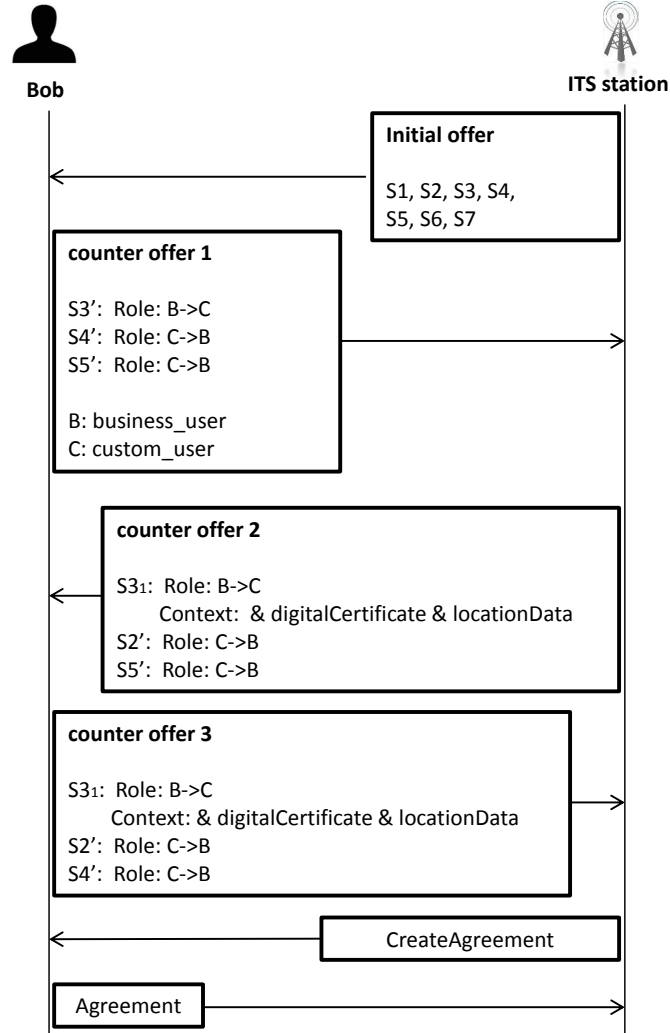 Bob
ITS station
Initial offer
S1, S2, S3, S4,
S5, S6, S7
counter offer 1
S3’: Role: B->C
S4’: Role: C->B
S5’: Role: C->B
B: business_user
C: custom_user
counter offer 2
S31: Role: B->C
Context: & digitalCertificate & locationData
S2’: Role: C->B
S5’: Role: C->B
counter offer 3
S31: Role: B->C
Context: & digitalCertificate & locationData
S2’: Role: C->B
S4’: Role: C->B
CreateAgreement
Agreement